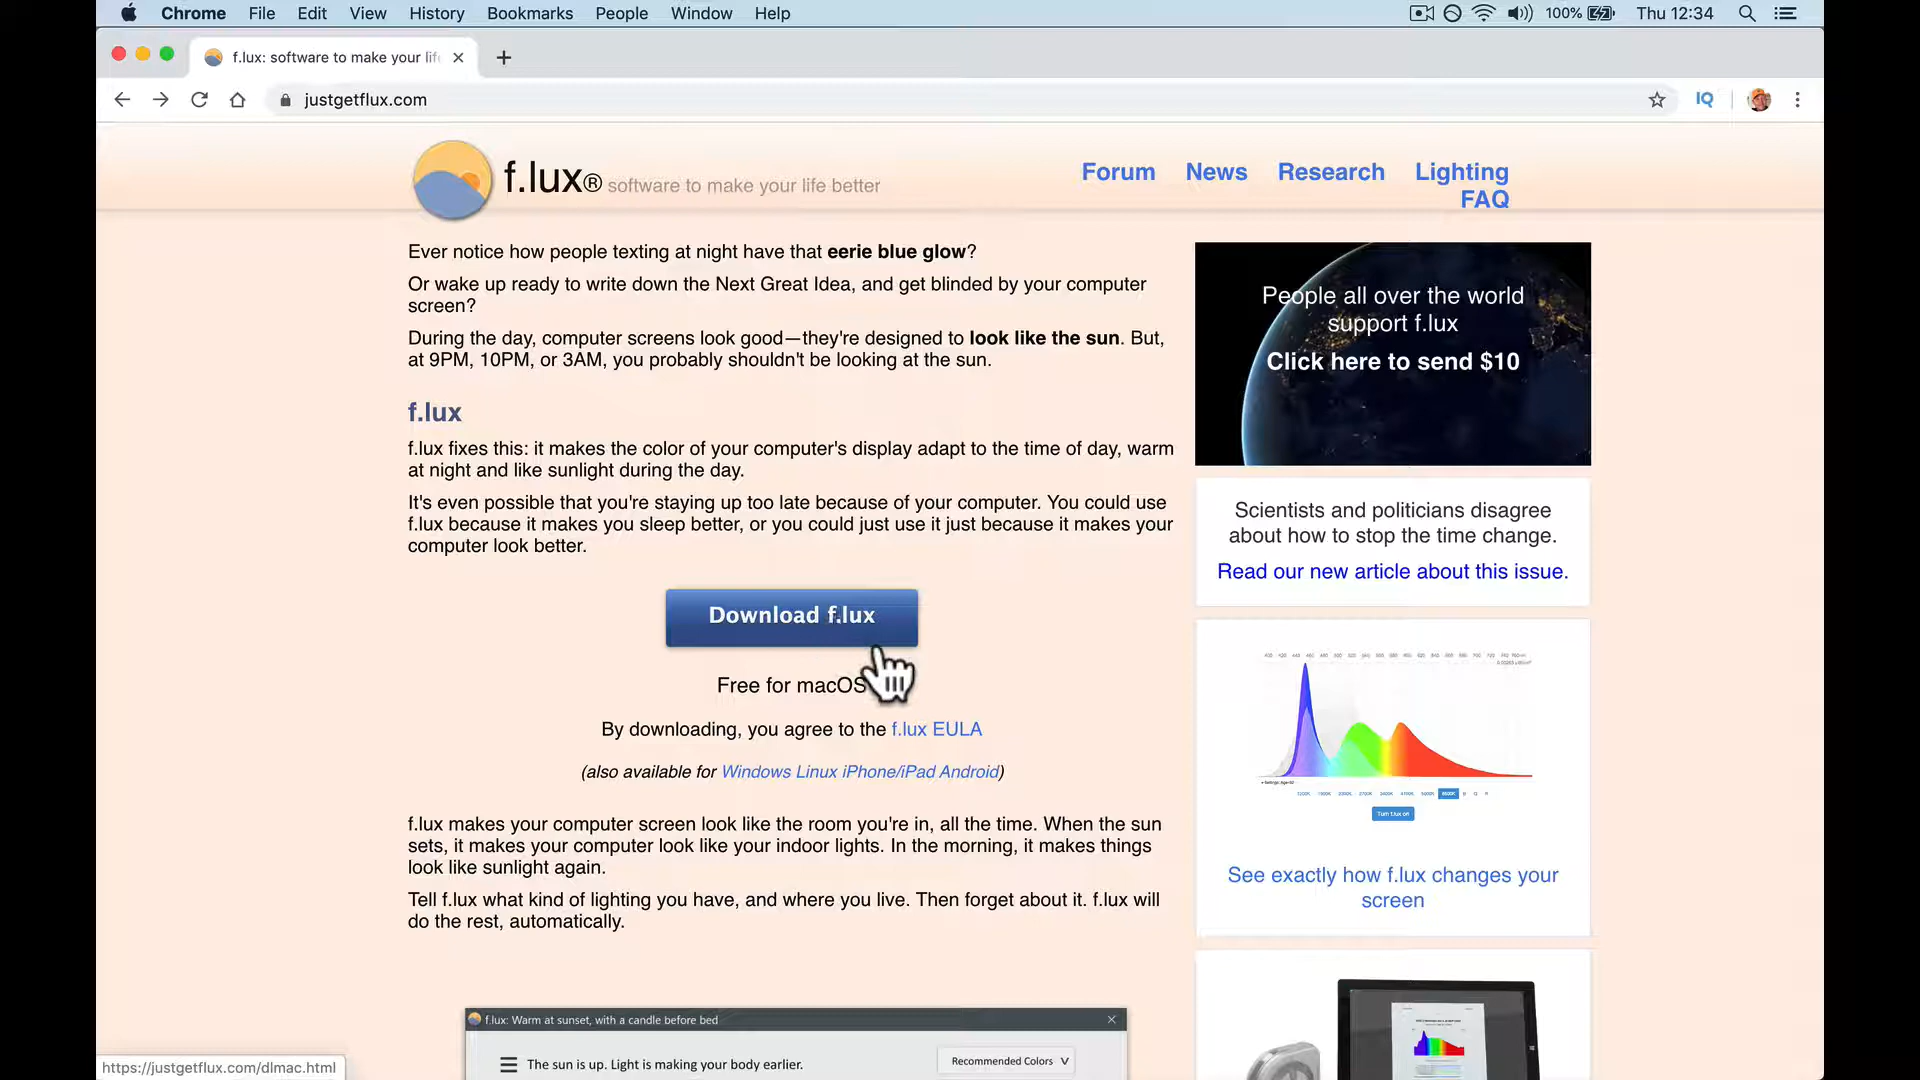 Chrome File Edit View History Bookmarks People Window Help 100% Thu 12:34
f.lux: software to make your life
justgetflux.com IQ
f.lux® software to make your life better
Forum News Research Lighting
FAQ
Ever notice how people texting at night have that eerie blue glow?
Or wake up ready to write down the Next Great Idea, and get blinded by your computer
screen?
During the day, computer screens look good—they're designed to look like the sun. But,
at 9PM, 10PM, or 3AM, you probably shouldn't be looking at the sun.
f.lux
f.lux fixes this: it makes the color of your computer's display adapt to the time of day, warm
at night and like sunlight during the day.
It's even possible that you're staying up too late because of your computer. You could use
f.lux because it makes you sleep better, or you could just use it just because it makes your
computer look better.
Download f.lux
Free for macOS
By downloading, you agree to the f.lux EULA
(also available for Windows Linux iPhone/iPad Android)
f.lux makes your computer screen look like the room you're in, all the time. When the sun
sets, it makes your computer look like your indoor lights. In the morning, it makes things
look like sunlight again.
Tell f.lux what kind of lighting you have, and where you live. Then forget about it. f.lux will
do the rest, automatically.
f.lux: Warm at sunset, with a candle before bed
The sun is up. Light is making your body earlier. Recommended Colors
People all over the world
support f.lux
Click here to send $10
Scientists and politicians disagree
about how to stop the time change.
Read our new article about this issue.
Turn f.lux on
See exactly how f.lux changes your
screen
https://justgetflux.com/dlmac.html